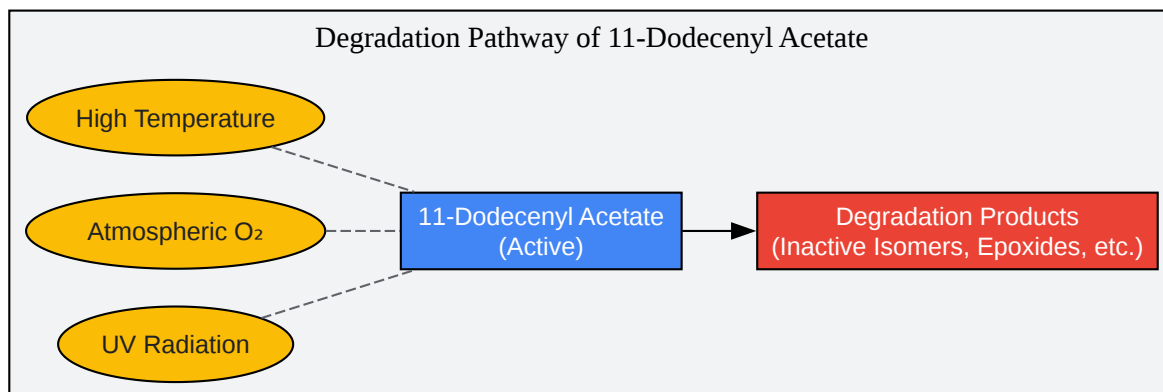 Degradation Pathway of 11-Dodecenyl Acetate
High Temperature
Atmospheric O₂
UV Radiation
11-Dodecenyl Acetate
(Active)
Degradation Products
(Inactive Isomers, Epoxides, etc.)